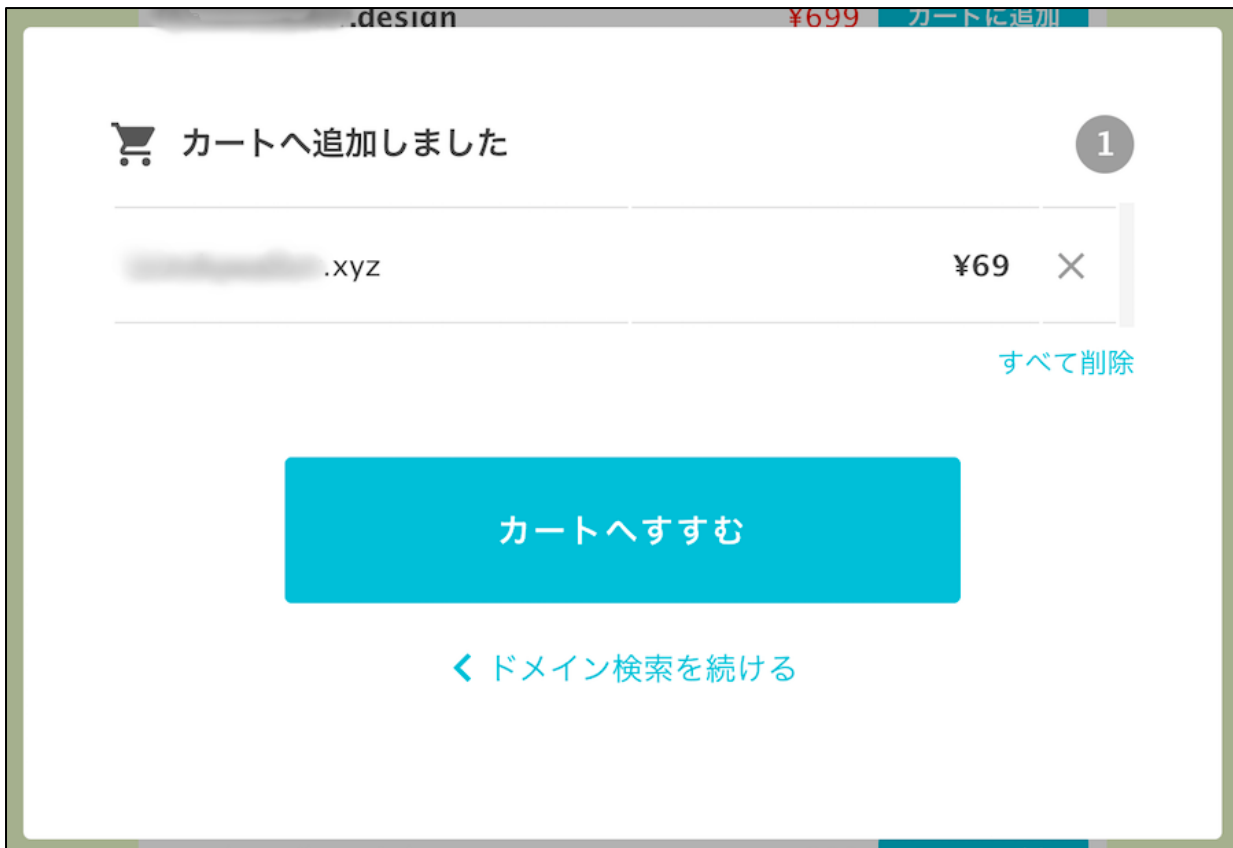 .design ¥699 カートに追加
カートへ追加しました 1
.xyz ¥69
すべて削除
カートへすすむ
ドメイン検索を続ける